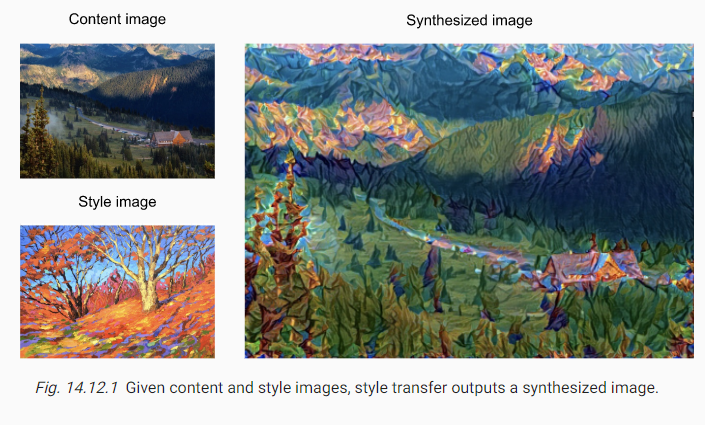 Content image
Synthesized image
Style image
Fig. 14.12.1 Given content and style images, style transfer outputs a synthesized image.